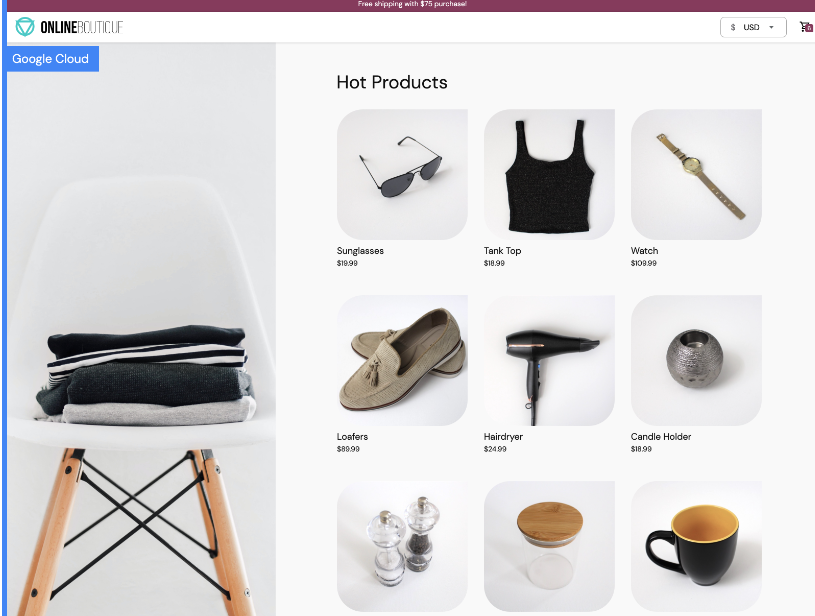 Free shipping with $75 purchase!
ONLINEBOUTIQUE
$ USD
0
Google Cloud
Hot Products
Sunglasses
$19.99
Tank Top
$18.99
Watch
$109.99
Loafers
$89.99
Hairdryer
$24.99
Candle Holder
$18.99